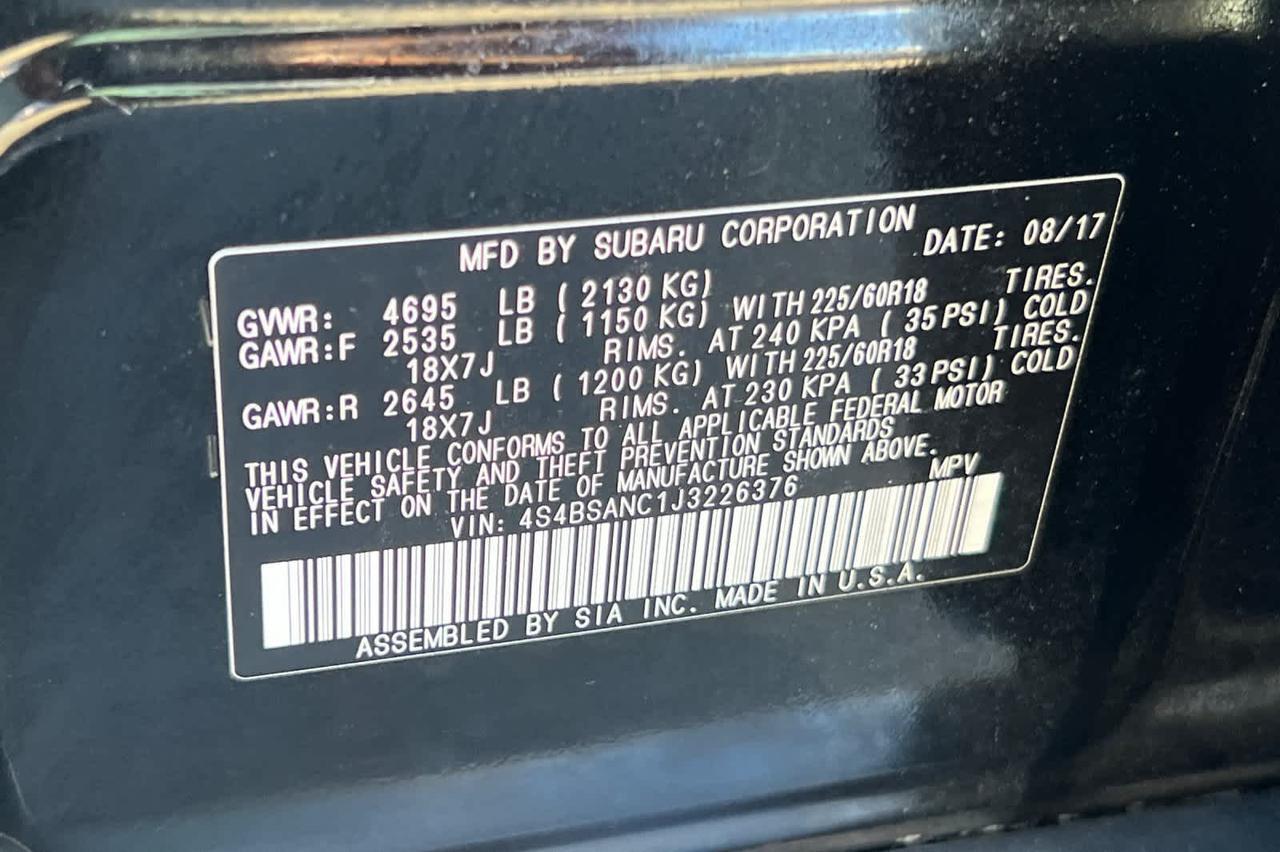 MFD BY SUBARU CORPORATION DATE: 08/17
GVWR: 4695 LB ( 2130 KG)
GAWR:F 2535 LB ( 1150 KG) WITH 225/60R18 TIRES.
18X7J RIMS. AT 240 KPA ( 35 PSI) COLD
GAWR:R 2645 LB ( 1200 KG) WITH 225/60R18 TIRES.
18X7J RIMS. AT 230 KPA ( 33 PSI) COLD
THIS VEHICLE CONFORMS TO ALL APPLICABLE FEDERAL MOTOR
VEHICLE SAFETY AND THEFT PREVENTION STANDARDS
IN EFFECT ON THE DATE OF MANUFACTURE SHOWN ABOVE.
VIN: 4S4BSANC1J3226376 MPV
ASSEMBLED BY SIA INC. MADE IN U.S.A.